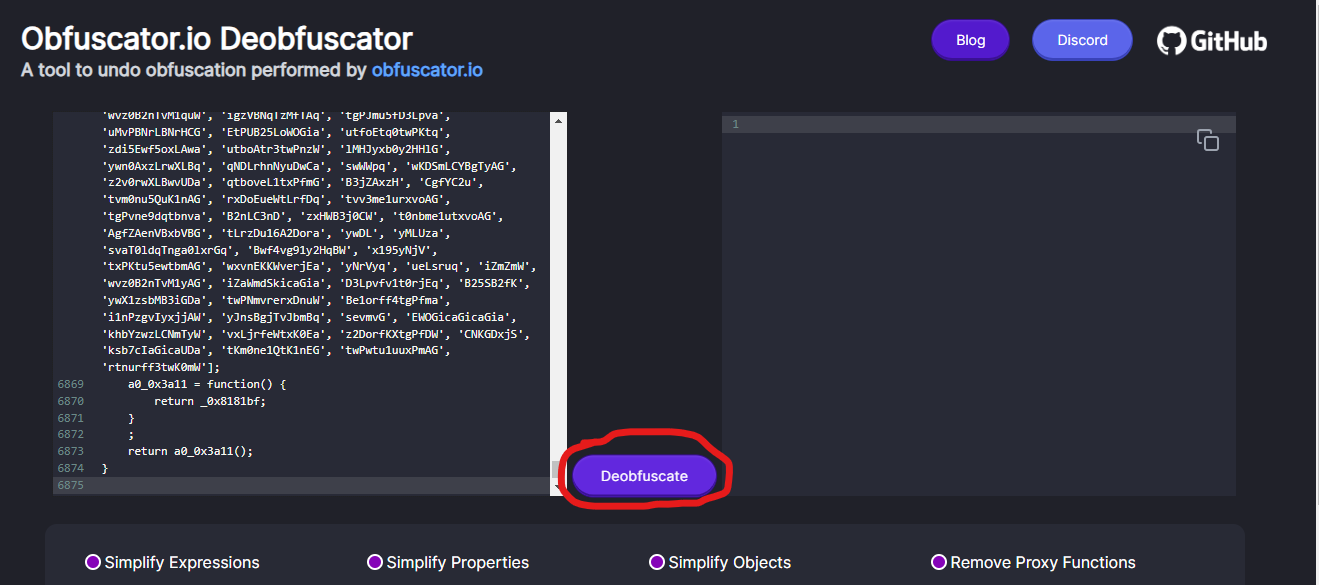 Obfuscator.io Deobfuscator
A tool to undo obfuscation performed by obfuscator.io
Blog
Discord
GitHub
'wvz0B2nTvM1quW', 'igzVBNqTzMfTAq', 'tgPJmu5fD3Lpva',
'uMvPBNrLBNrHCG', 'EtPUB25LoWOGia', 'utfoEtq0twPKtq',
'zdi5Ewf5oxLAwa', 'utboAtr3twPnzW', 'lMHJyxb0y2HHlG',
'ywn0AxzLrwXLBq', 'qNDLrhnNyuDwCa', 'swWWpq', 'wKDSmLCYBgTyAG',
'z2v0rwXLBwvUDa', 'qtboveL1txPfmG', 'B3jZAxzH', 'CgfYC2u',
'tvm0nu5QuK1nAG', 'rxDoEueWtLrfDq', 'tvv3me1urxvoAG',
'tgPvne9dqtbnva', 'B2nLC3nD', 'zxHWB3j0CW', 't0nbme1utxvoAG',
'AgfZAenVBxbVBG', 'tLrzDu16A2Dora', 'ywDL', 'yMLUza',
'svaT0ldqTnga0lxrGq', 'Bwf4vg91y2HqBW', 'x195yNjV',
'txPKtu5ewtbmAG', 'wxvnEKKWverjEa', 'yNrVyq', 'ueLsruq', 'iZmZmW',
'wvz0B2nTvM1yAG', 'iZaWmdSkicaGia', 'D3Lpvfv1t0rjEq', 'B25SB2fK',
'ywX1zsbMB3iGDa', 'twPNmvrerxDnuW', 'Be1orff4tgPfma',
'i1nPzgvIyxjjAW', 'yJnsBgjTvJbmBq', 'sevmvG', 'EWOGicaGicaGia',
'khbYzwzLCNmTyW', 'vxLjrfeWtxK0Ea', 'z2DorfKXtgPfDW', 'CNKGDxjS',
'ksb7cIaGicaUDa', 'tKm0ne1QtK1nEG', 'twPwtu1uuxPmAG',
'rtnurff3twK0mW'];
6869 a0_0x3a11 = function() {
6870 return _0x8181bf;
6871 }
6872 ;
6873 return a0_0x3a11();
6874 }
6875
1
Deobfuscate
Simplify Expressions
Simplify Properties
Simplify Objects
Remove Proxy Functions